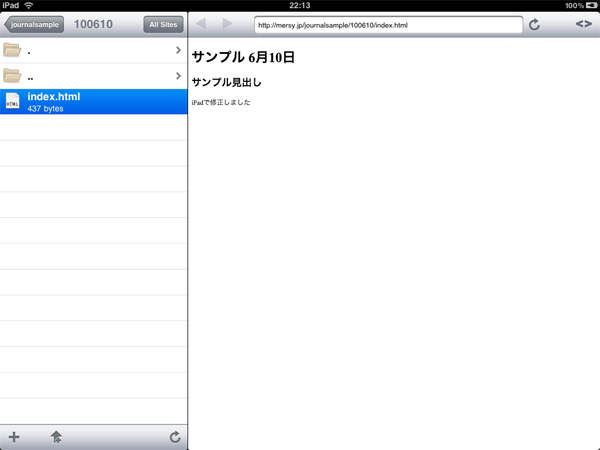 iPad 22:13 100%
journalsample 100610 All Sites
http://mersy.jp/journalsample/100610/index.html <>
.
..
HTML
index.html
437 bytes
サンプル 6月10日
サンプル見出し
iPadで修正しました